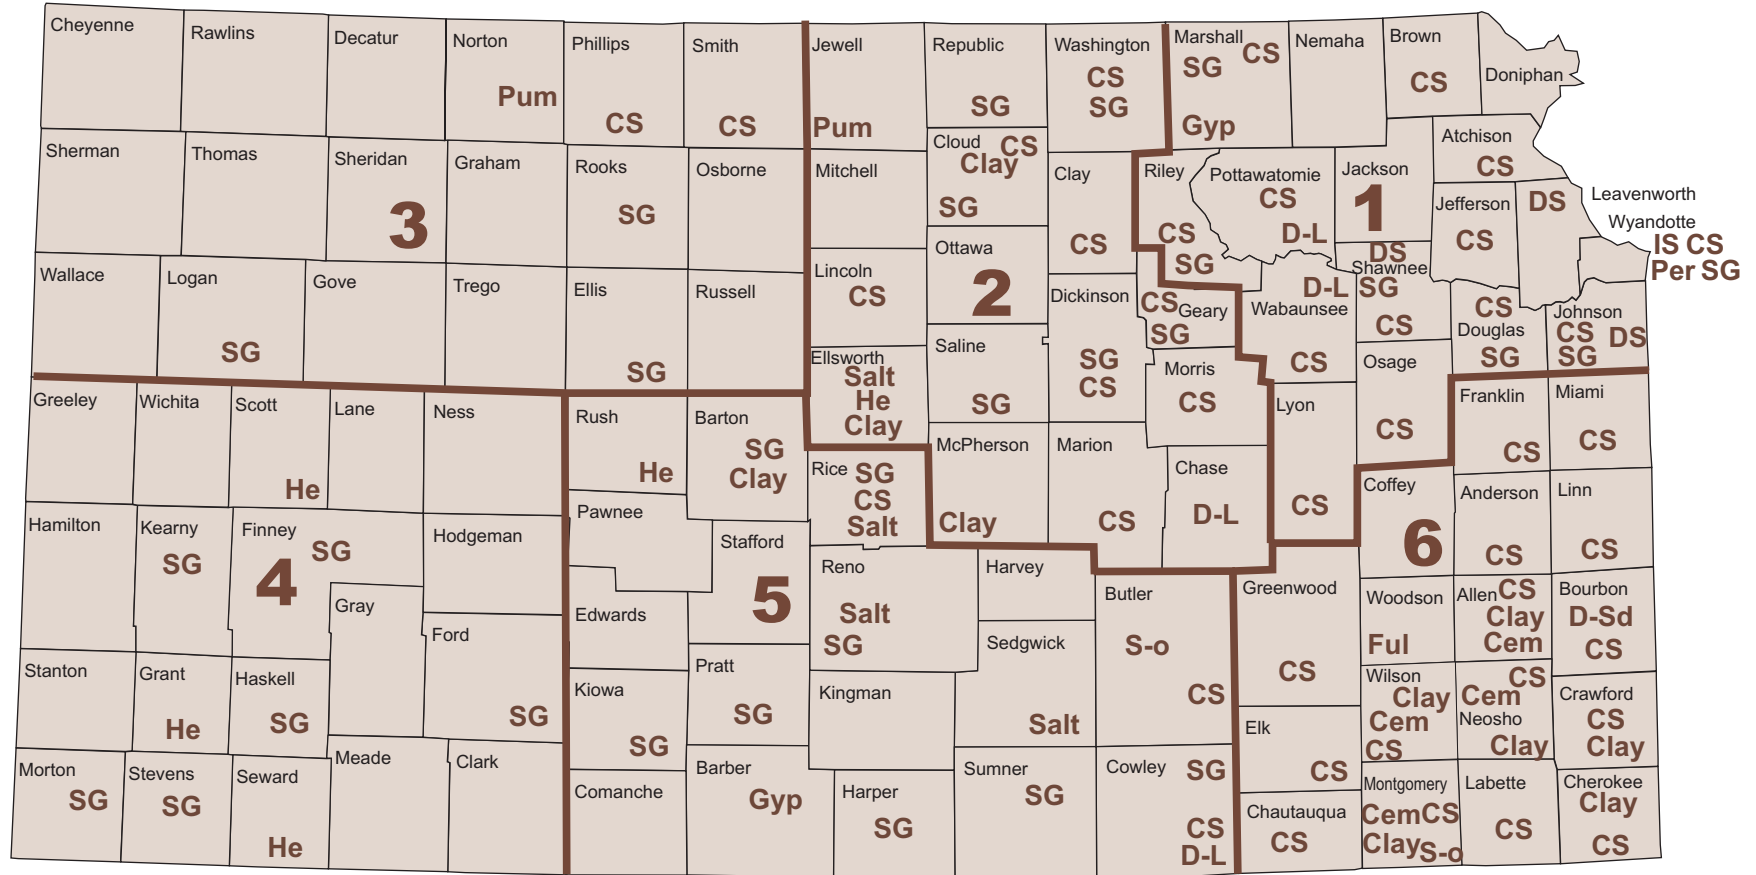 Cheyenne
Rawlins
Decatur
Norton
Pum
Phillips
CS
Smith
CS
Jewell
Pum
Republic
SG
Washington
CS
SG
Marshall
CS
SG
Gyp
Nemaha
Brown
CS
Doniphan
Sherman
Thomas
Sheridan
3
Graham
Rooks
SG
Osborne
Mitchell
Cloud CS
Clay
SG
Clay
CS
Riley
CS
SG
Pottawatomie
CS
D-L
Jackson
1
Atchison
CS
Jefferson
CS
DS
Leavenworth
Wyandotte
IS CS
Per SG
Wallace
Logan
SG
Gove
Trego
Ellis
SG
Russell
Lincoln
CS
Ottawa
2
Dickinson
SG
CS
CS
Geary
SG
D-L
Wabaunsee
CS
DS
Shawnee
SG
CS
CS
Douglas
SG
Johnson
CS DS
SG
Ellsworth
Salt
He
Clay
Saline
SG
Morris
CS
Lyon
CS
Osage
CS
Franklin
CS
Miami
CS
Greeley
Wichita
Scott
He
Lane
Ness
Rush
He
Barton
SG
Clay
Rice SG
CS
Salt
McPherson
Clay
Marion
CS
Chase
D-L
Coffey
6
Anderson
CS
Linn
CS
Hamilton
Kearny
SG
Finney
SG
4
Hodgeman
Pawnee
Stafford
5
Reno
Salt
SG
Harvey
Butler
S-o
CS
Greenwood
CS
Woodson
Ful
Allen CS
Clay
Cem
Bourbon
D-Sd
CS
Gray
Ford
SG
Edwards
Sedgwick
Salt
Stanton
Grant
He
Haskell
SG
Kiowa
SG
Pratt
SG
Kingman
Elk
CS
Wilson
Clay
Cem
CS
CS
Cem
Neosho
Clay
Crawford
CS
Clay
Morton
SG
Stevens
SG
Seward
He
Meade
Clark
Comanche
Barber
Gyp
Harper
SG
Sumner
SG
Cowley SG
CS
D-L
Chautauqua
CS
Montgomery
Cem CS
Clay S-o
Labette
CS
Cherokee
Clay
CS